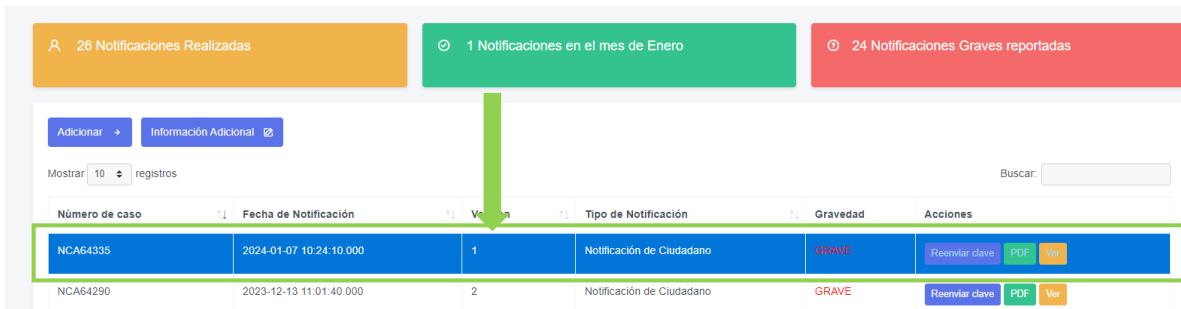 26 Notificaciones Realizadas
1 Notificaciones en el mes de Enero
24 Notificaciones Graves reportadas
Adicionar
Información Adicional
Mostrar 10 registros
Buscar:
Número de caso Fecha de Notificación Tipo de Notificación Gravedad Acciones
NCA64335 2024-01-07 10:24:10.000 1 Notificación de Ciudadano GRAVE Reenviar clave PDF Ver
NCA64290 2023-12-13 11:01:40.000 2 Notificación de Ciudadano GRAVE Reenviar clave PDF Ver